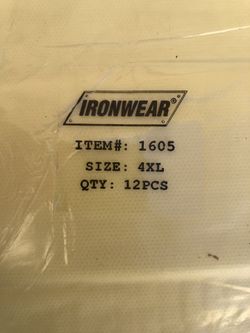 IRONWEAR®
ITEM#: 1605
SIZE: 4XL
QTY: 12PCS